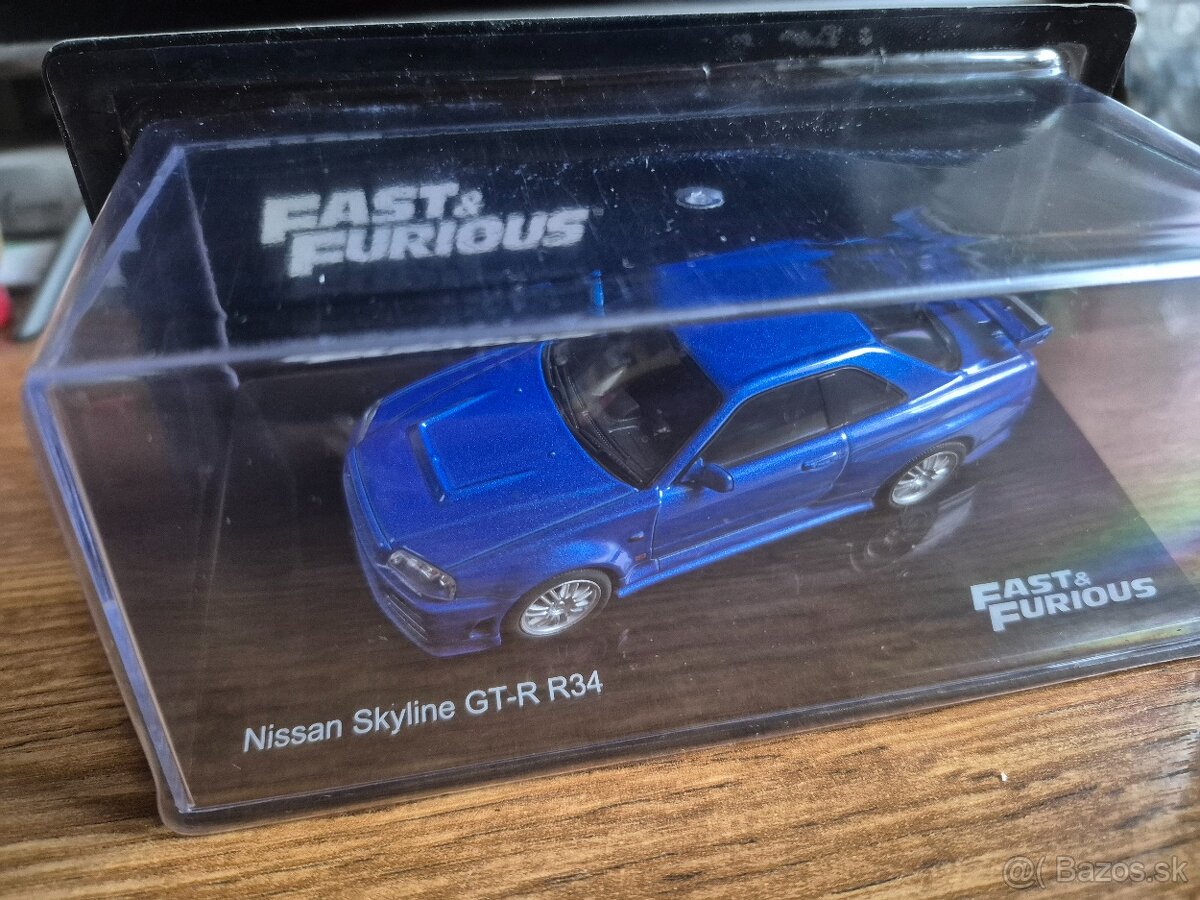 FAST &
FURIOUS
FAST &
FURIOUS
Nissan Skyline GT-R R34
@( Bazos.sk